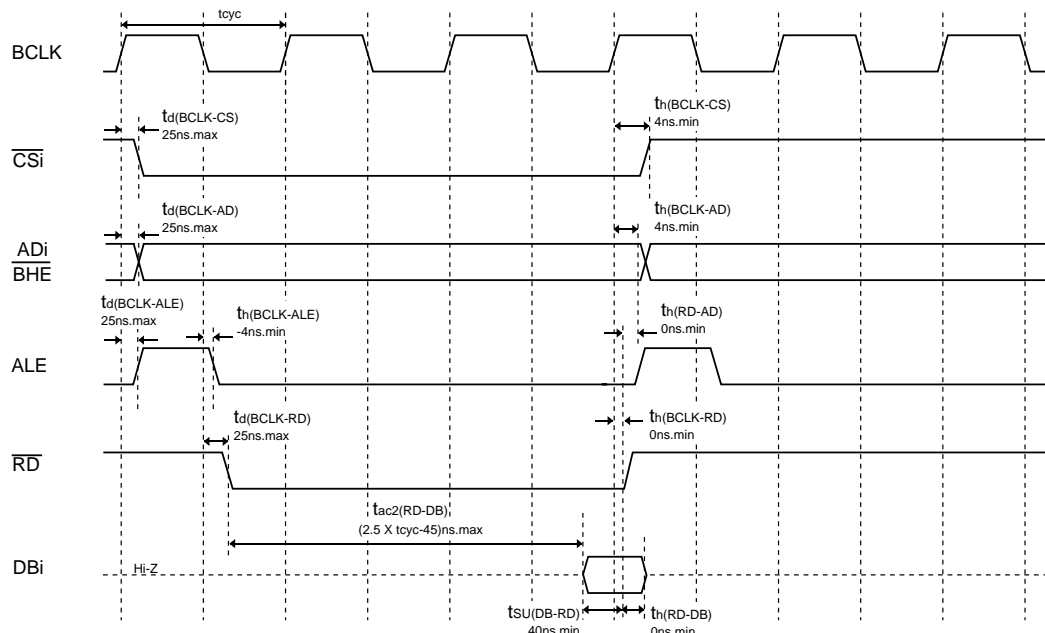 tcyc
BCLK
td(BCLK-CS)
25ns.max
th(BCLK-CS)
4ns.min
CSi
td(BCLK-AD)
25ns.max
th(BCLK-AD)
4ns.min
ADi
BHE
td(BCLK-ALE)
25ns.max
th(BCLK-ALE)
-4ns.min
th(RD-AD)
0ns.min
ALE
td(BCLK-RD)
25ns.max
th(BCLK-RD)
0ns.min
RD
tac2(RD-DB)
(2.5 X tcyc-45)ns.max
DBi
Hi-Z
tSU(DB-RD)
40ns.min
th(RD-DB)
0ns.min